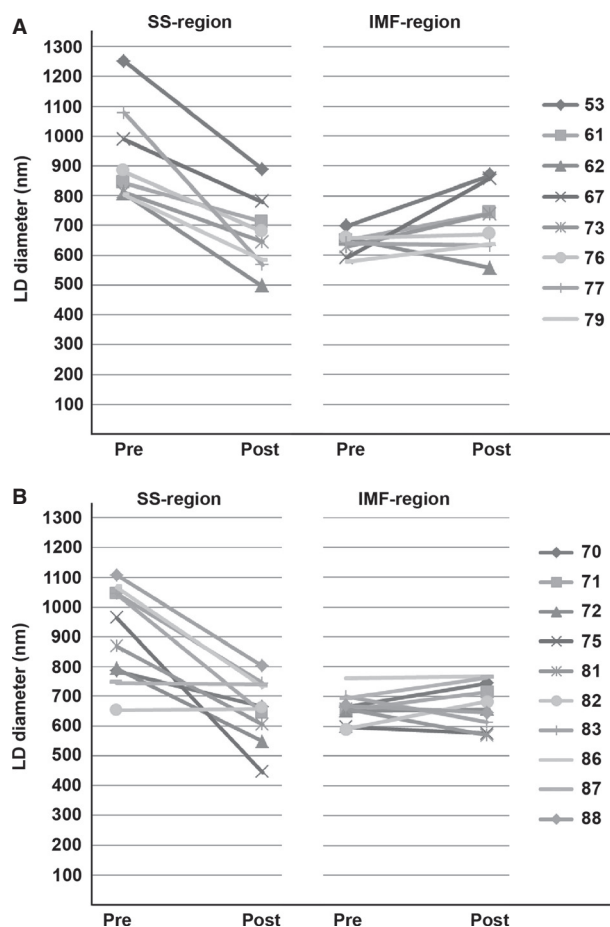 A
SS-region
IMF-region
LD diameter (nm)
1300
1200
1100
1000
900
800
700
600
500
400
300
200
100
Pre
Post
Pre
Post
53
61
62
67
73
76
77
79
B
SS-region
IMF-region
LD diameter (nm)
1300
1200
1100
1000
900
800
700
600
500
400
300
200
100
Pre
Post
Pre
Post
70
71
72
75
81
82
83
86
87
88